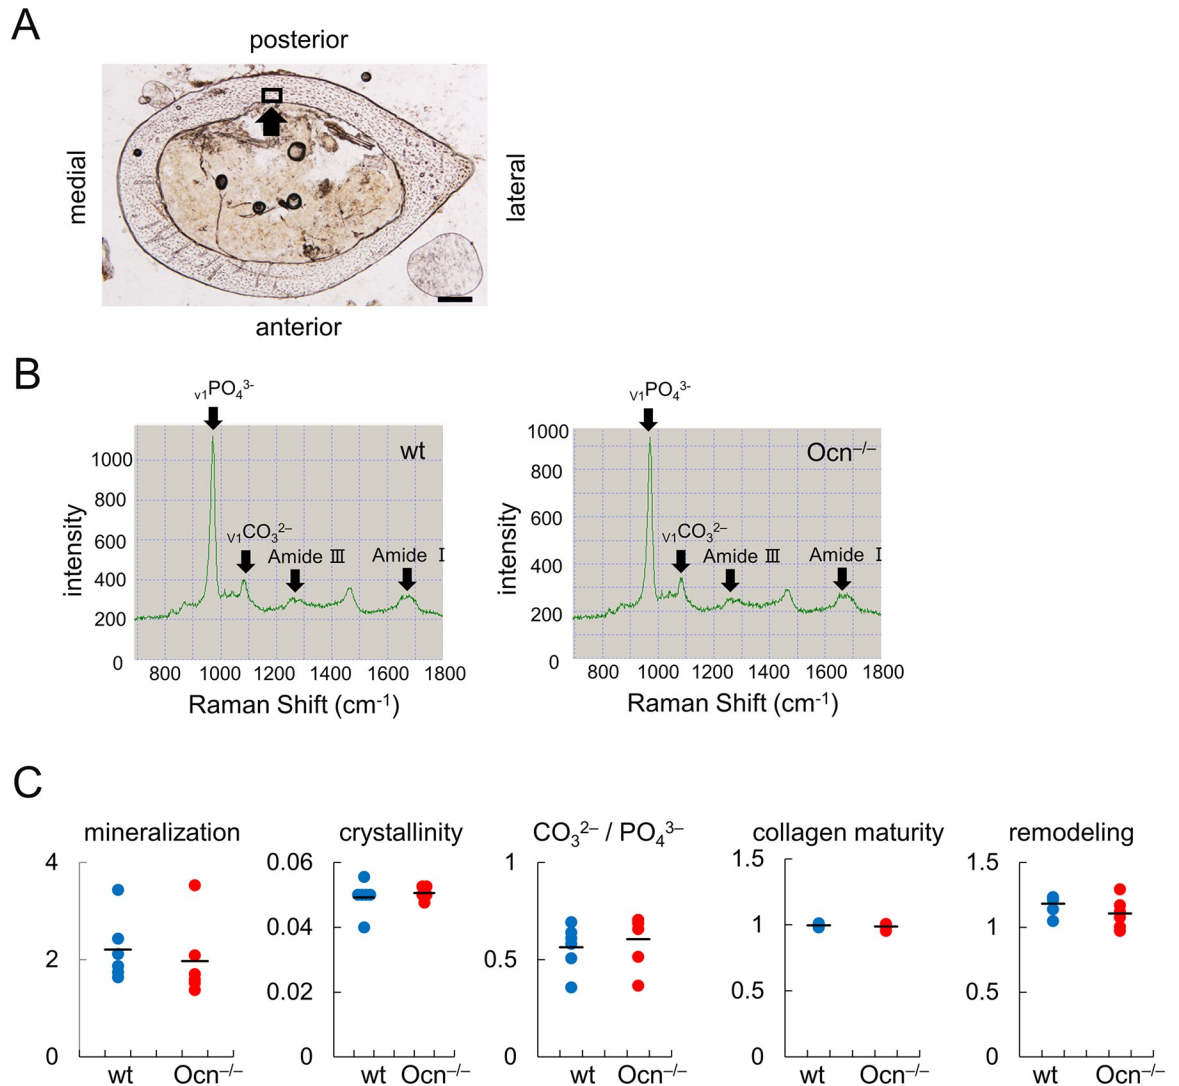 A
posterior
medial
lateral
anterior
B
v1PO₄³⁻
wt
v1CO₃²⁻
Amide Ⅲ
Amide Ⅰ
intensity
1000
800
600
400
200
0
800 1000 1200 1400 1600 1800
Raman Shift (cm⁻¹)
V1PO₄³⁻
Ocn⁻/⁻
V1CO₃²⁻
Amide Ⅲ
Amide Ⅰ
intensity
1000
800
600
400
200
0
800 1000 1200 1400 1600 1800
Raman Shift (cm⁻¹)
C
mineralization
4
2
0
wt Ocn⁻/⁻
crystallinity
0.06
0.04
0.02
0
wt Ocn⁻/⁻
CO₃²⁻ / PO₄³⁻
1
0.5
0
wt Ocn⁻/⁻
collagen maturity
1.5
1
0.5
0
wt Ocn⁻/⁻
remodeling
1.5
1
0.5
0
wt Ocn⁻/⁻